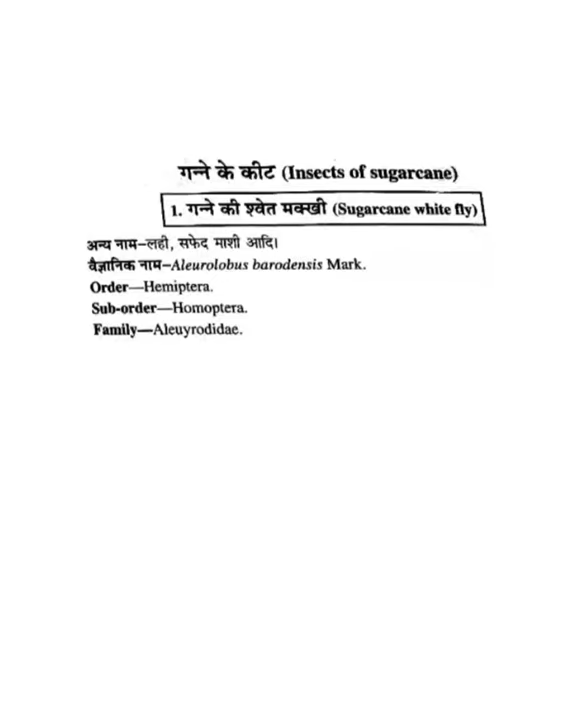 गन्ने के कीट (Insects of sugarcane)
1. गन्ने की श्वेत मक्खी (Sugarcane white fly)
अन्य नाम–लही, सफेद माशी आदि।
वैज्ञानिक नाम–Aleurolobus barodensis Mark.
Order—Hemiptera.
Sub-order—Homoptera.
Family—Aleuyrodidae.